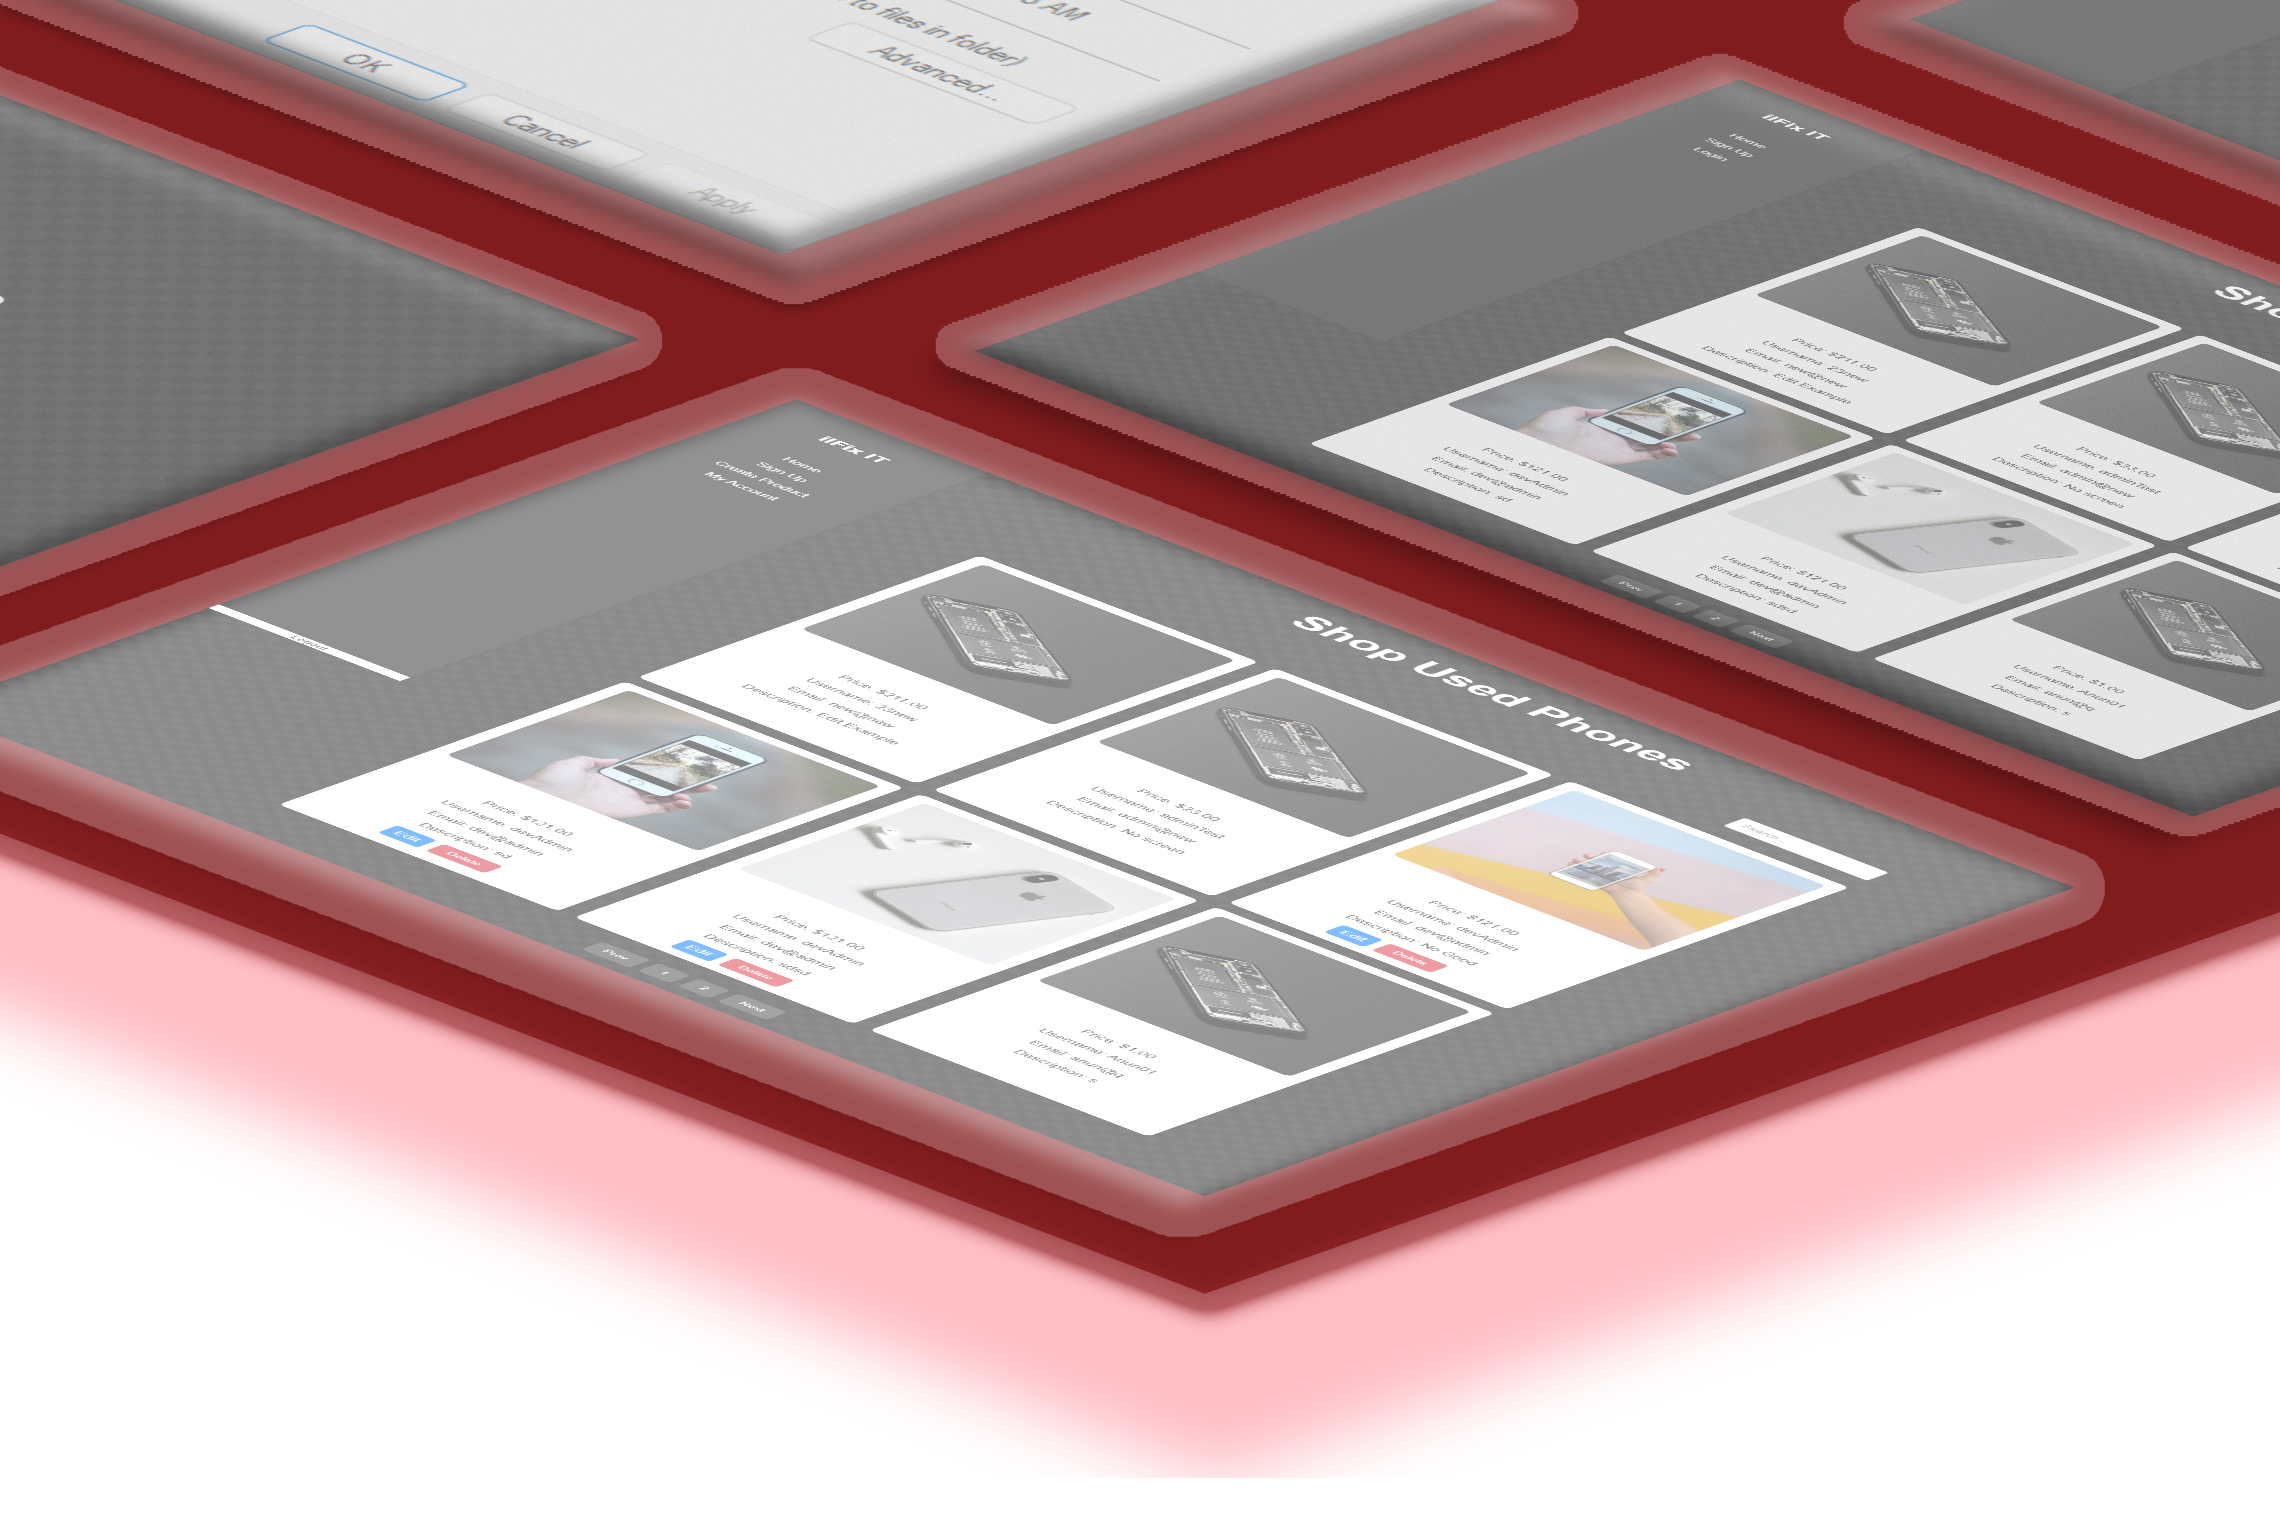 AM
to files in folder)
Advanced...
OK
Cancel
Apply
iiFix IT
Home
Sign Up
Login
Price: $211.00
Username: 23new
Email: new@new
Description: Edit Example
Price: $121.00
Username: devAdmin
Email: dev@admin
Description: sd
Price: $23.00
Username: adminTest
Email: admin@new
Description: No screen
Price: $121.00
Username: devAdmin
Email: dev@admin
Description: sdsd
Price: $1.00
Username: Anun01
Email: anun@q
Description: s
Prev
1
2
Next
iiFix IT
Home
Sign Up
Create Product
My Account
Logout
Shop Used Phones
Search...
Price: $211.00
Username: 23new
Email: new@new
Description: Edit Example
Price: $121.00
Username: devAdmin
Email: dev@admin
Description: sd
Edit
Delete
Price: $23.00
Username: adminTest
Email: admin@new
Description: No screen
Price: $121.00
Username: devAdmin
Email: dev@admin
Description: sdsd
Edit
Delete
Price: $121.00
Username: devAdmin
Email: dev@admin
Description: No Good
Edit
Delete
Price: $1.00
Username: Anun01
Email: anun@q
Description: s
Prev
1
2
Next